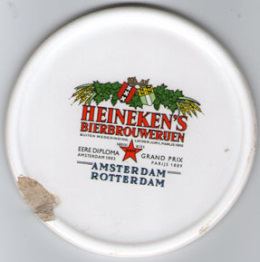 HEINEKEN'S
BIERBROUWERIJEN
EERE DIPLOMA
AMSTERDAM 1883
GRAND PRIX
PARIJS 1889
AMSTERDAM
ROTTERDAM